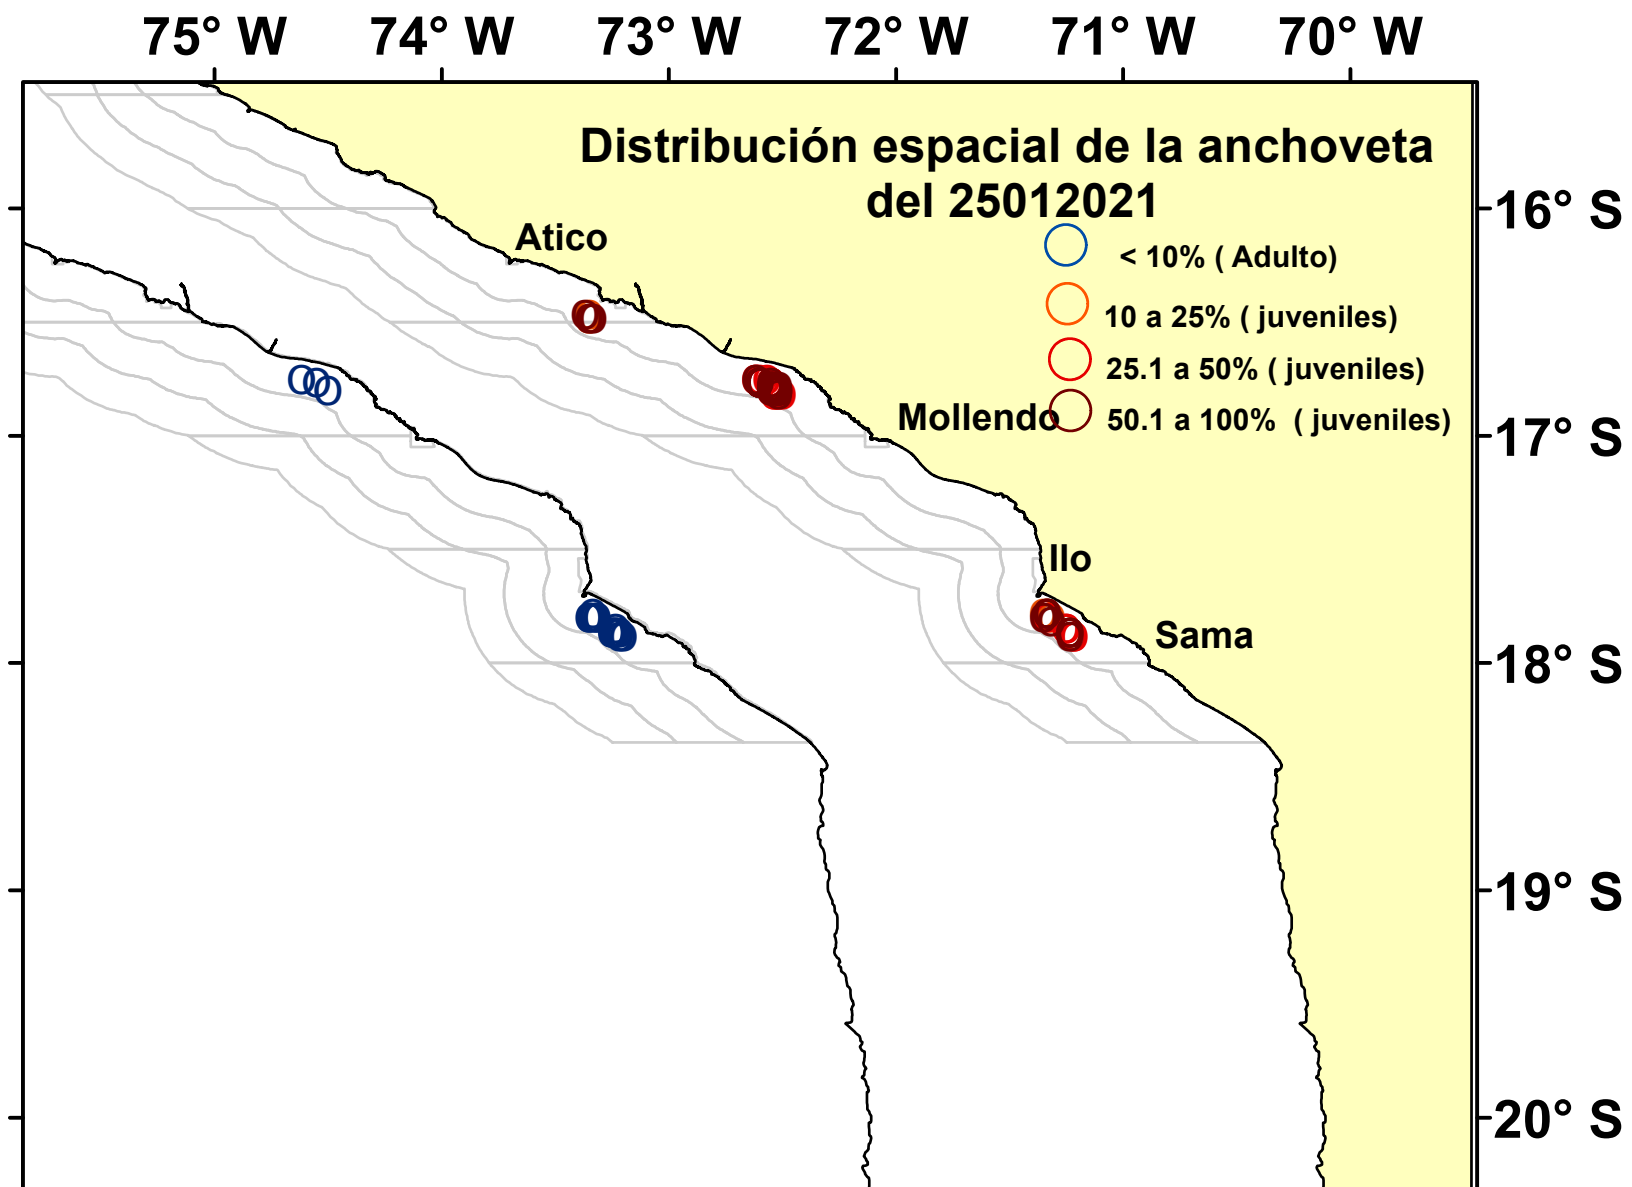 75° W 74° W 73° W 72° W 71° W 70° W
Distribución espacial de la anchoveta
del 25012021
16° S
Atico
< 10% ( Adulto)
10 a 25% ( juveniles)
25.1 a 50% ( juveniles)
Mollendo
50.1 a 100% ( juveniles)
17° S
Ilo
Sama
18° S
19° S
20° S